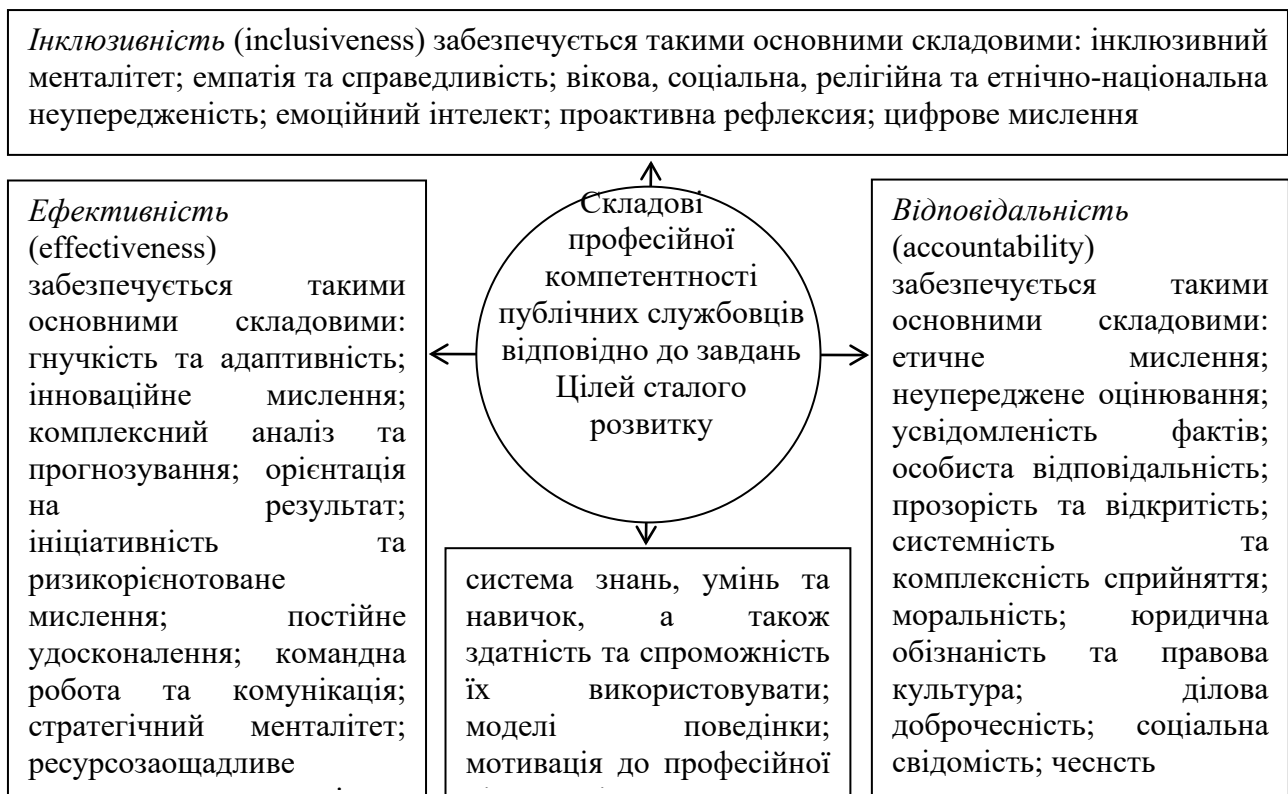 Інклюзивність (inclusiveness) забезпечується такими основними складовими: інклюзивний
менталітет; емпатія та справедливість; вікова, соціальна, релігійна та етнічно-національна
неупередженість; емоційний інтелект; проактивна рефлексия; цифрове мислення
Ефективність
(effectiveness)
забезпечується такими
основними складовими:
гнучкість та адаптивність;
інноваційне мислення;
комплексний аналіз та
прогнозування; орієнтація
на результат;
ініціативність та
ризикорієнотоване
мислення; постійне
удосконалення; командна
робота та комунікація;
стратегічний менталітет;
ресурсозаощадливе
Складові
професійної
компетентності
публічних службовців
відповідно до завдань
Цілей сталого
розвитку
система знань, умінь та
навичок, а також
здатність та спроможність
їх використовувати;
моделі поведінки;
мотивація до професійної
Відповідальність
(accountability)
забезпечується такими
основними складовими:
етичне мислення;
неупереджене оцінювання;
усвідомленість фактів;
особиста відповідальність;
прозорість та відкритість;
системність та
комплексність сприйняття;
моральність; юридична
обізнаність та правова
культура; ділова
доброчесність; соціальна
свідомість; чеснсть